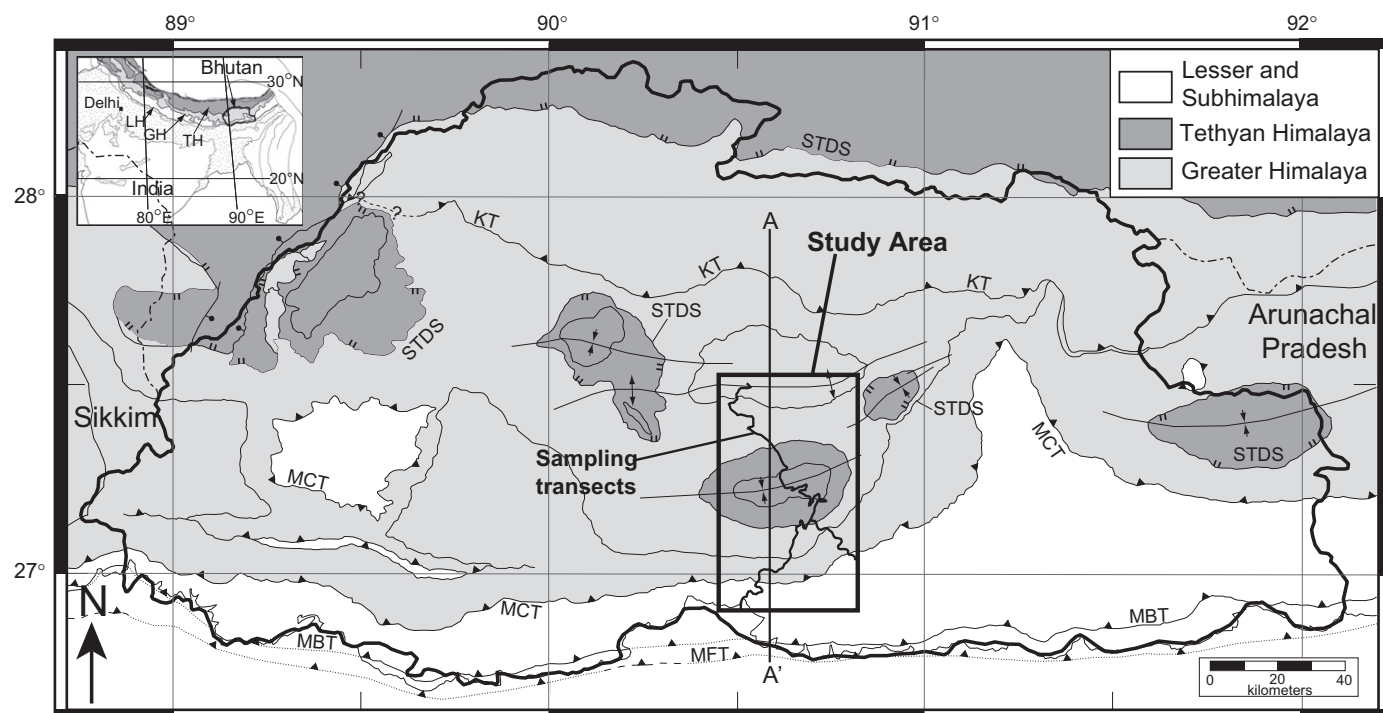 89°
90°
91°
92°
Bhutan
30°N
Delhi
LH
GH
TH
India
20°N
80°E
90°E
Lesser and
Subhimalaya
Tethyan Himalaya
Greater Himalaya
STDS
28°
?
?
KT
A
Study Area
KT
KT
STDS
STDS
Arunachal
Pradesh
Sikkim
STDS
MCT
STDS
Sampling
transects
MCT
27°
N
MCT
MBT
MBT
MFT
A'
0 20 40
kilometers